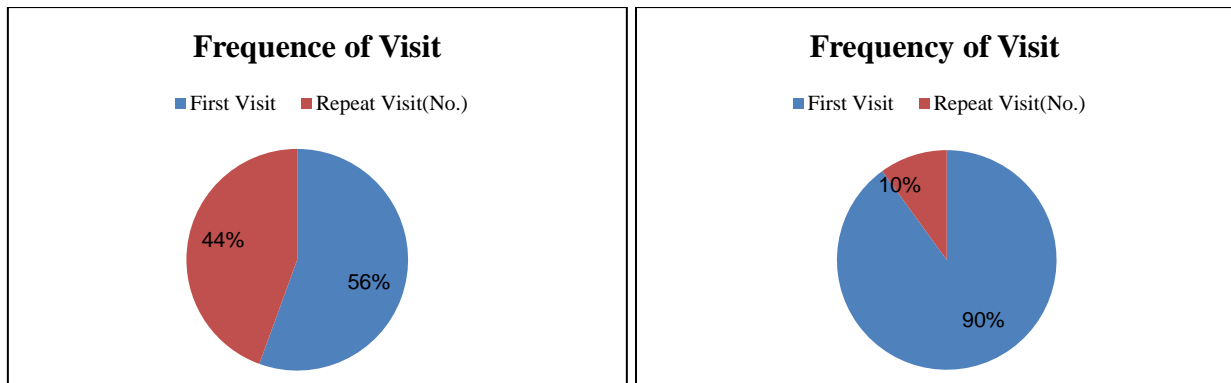 Frequence of Visit
First Visit Repeat Visit(No.)
44%
56%
Frequency of Visit
First Visit Repeat Visit(No.)
10%
90%